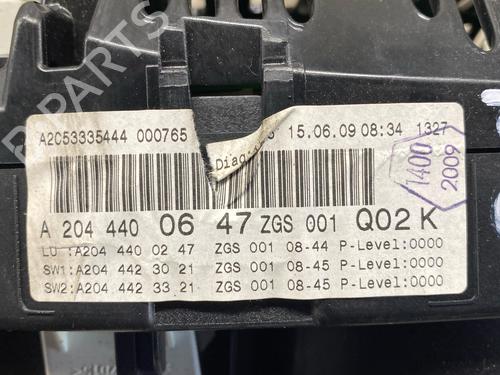 A2C53335444 000765
15.06.09 08:34 1327
A 204 440 06 47 ZGS 001 Q02 K
LU :A204 440 02 47 ZGS 001 08-44 P-Level:0000
SW1:A204 442 30 21 ZGS 001 08-45 P-Level:0000
SW2:A204 442 33 21 ZGS 001 08-45 P-Level:0000
1400
2009
PARTS